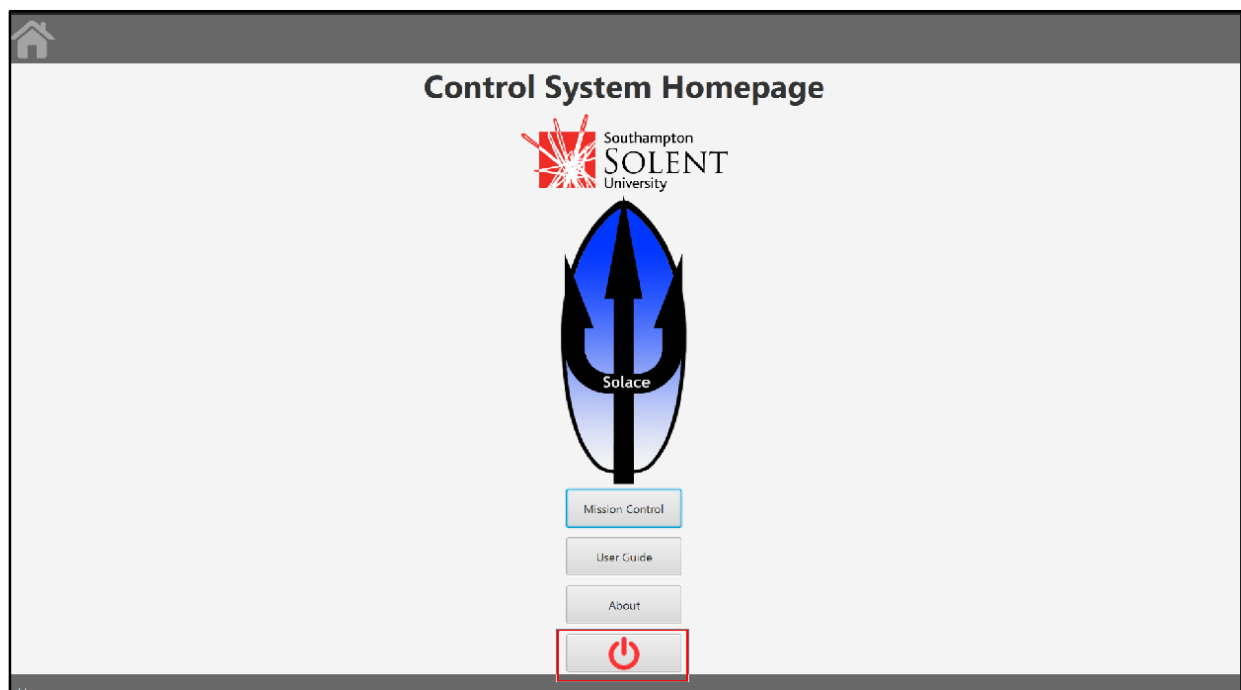 Control System Homepage
Southampton
SOLENT
University
Solace
Mission Control
User Guide
About